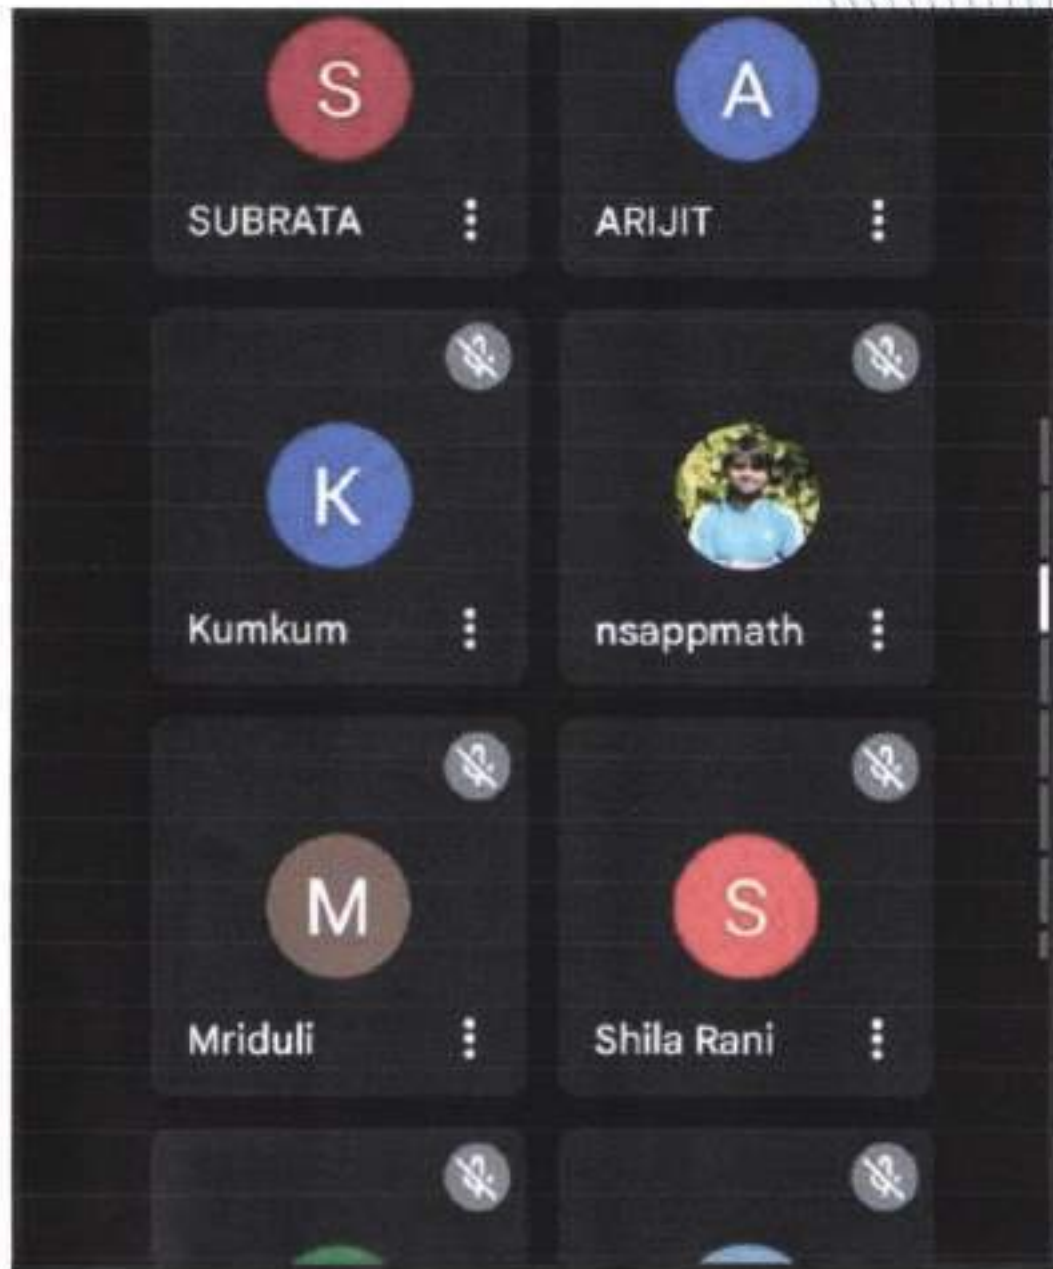 S A
SUBRATA ARIJIT
K
Kumkum nsappmath
M S
Mriduli Shila Rani